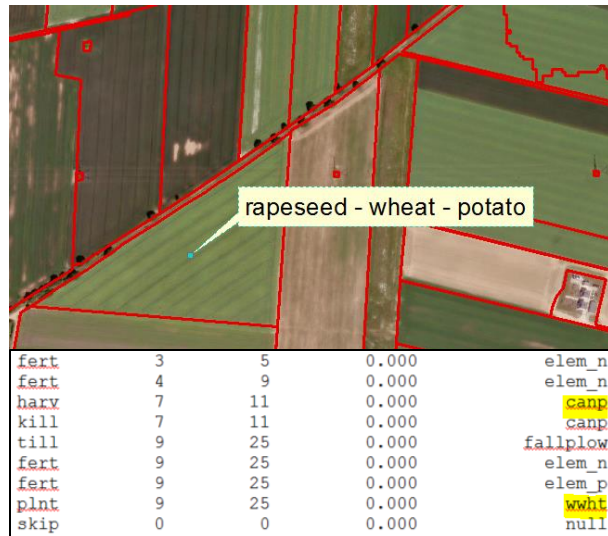 rapeseed - wheat - potato
fert 3 5 0.000 elem_n
fert 4 9 0.000 elem_n
harv 7 11 0.000 canp
kill 7 11 0.000 canp
till 9 25 0.000 fallplow
fert 9 25 0.000 elem_n
fert 9 25 0.000 elem_p
plnt 9 25 0.000 wwht
skip 0 0 0.000 null